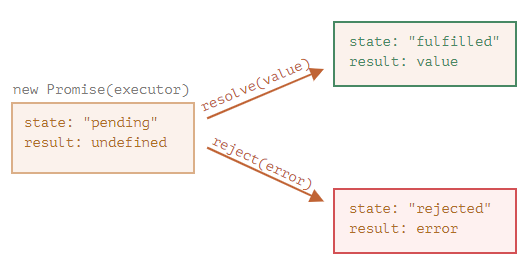 new Promise(executor)
state: "pending"
result: undefined
resolve(value)
reject(error)
state: "fulfilled"
result: value
state: "rejected"
result: error